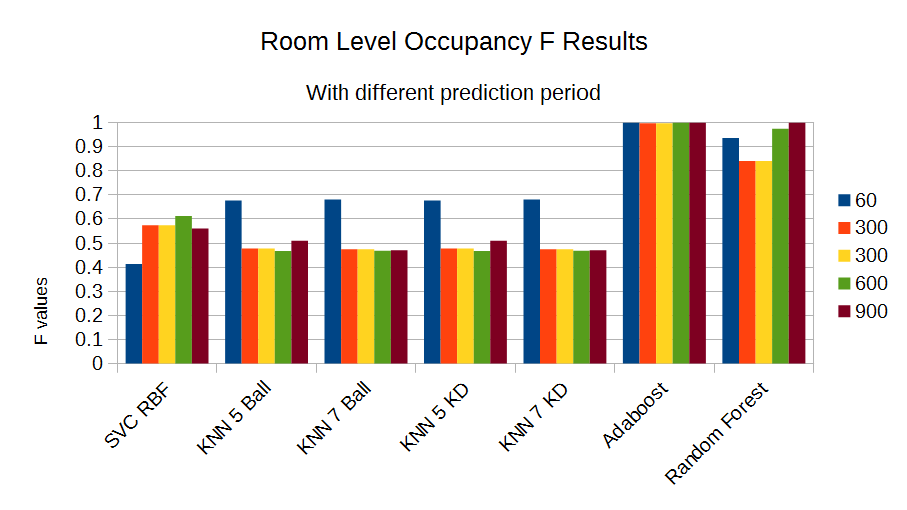 Room Level Occupancy F Results
With different prediction period
F values
1
0.9
0.8
0.7
0.6
0.5
0.4
0.3
0.2
0.1
0
SVC RBF
KNN 5 Ball
KNN 7 Ball
KNN 5 KD
KNN 7 KD
Adaboost
Random Forest
60
300
300
600
900